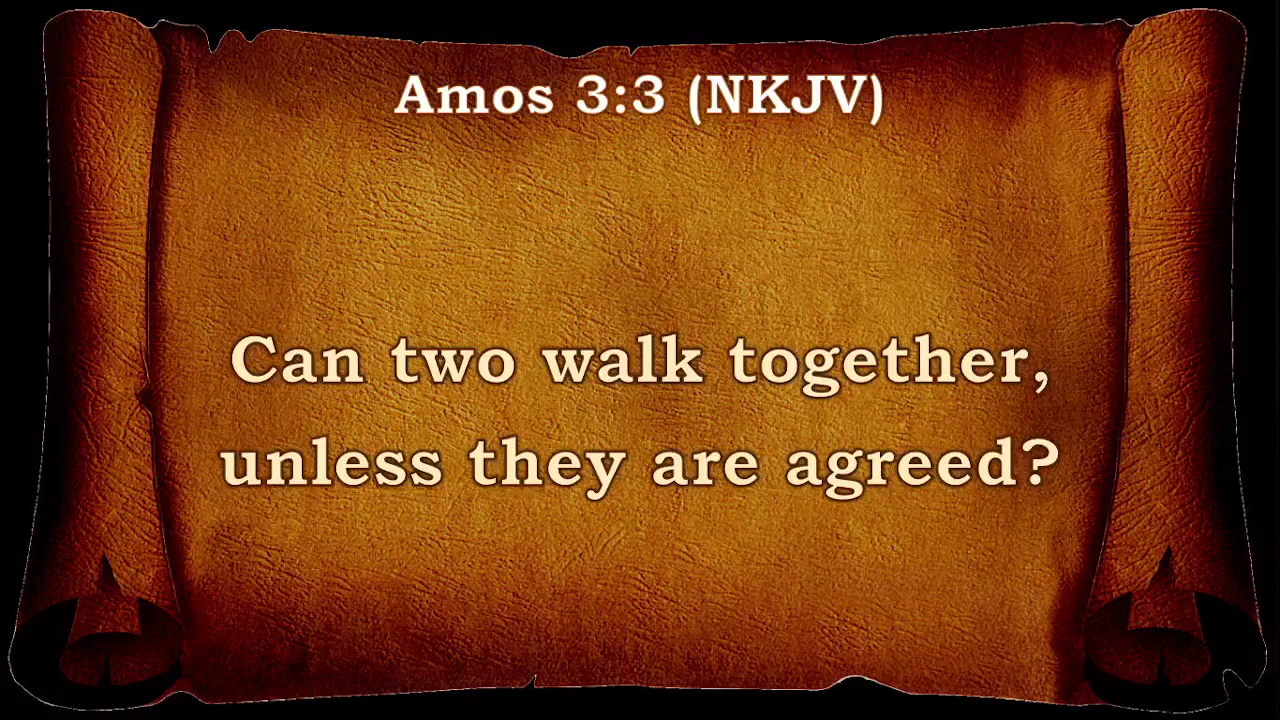 Amos 3:3 (NKJV)
Can two walk together,
unless they are agreed?